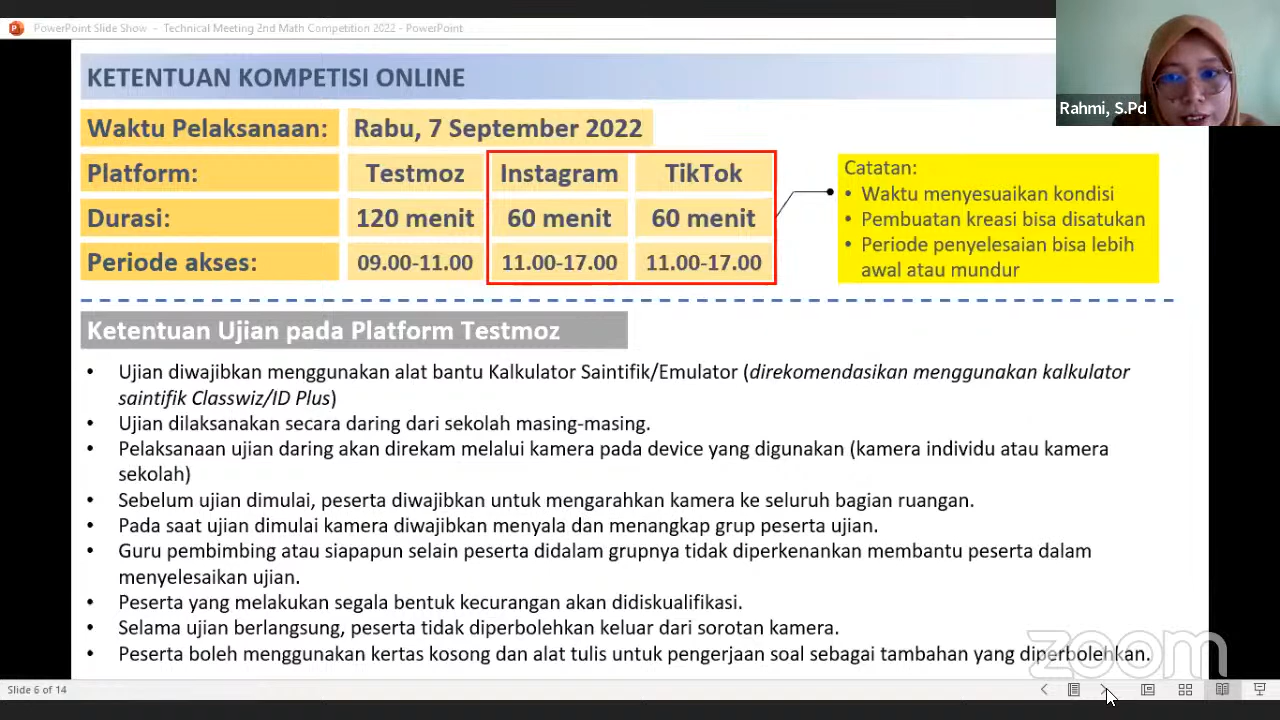 PowerPoint Slide Show - Technical Meeting 2nd Math Competition 2022 - PowerPoint
KETENTUAN KOMPETISI ONLINE
Rahmi, S.Pd
Waktu Pelaksanaan: Rabu, 7 September 2022
Platform: Testmoz Instagram TikTok
Durasi: 120 menit 60 menit 60 menit
Periode akses: 09.00-11.00 11.00-17.00 11.00-17.00
Catatan:
• Waktu menyesuaikan kondisi
• Pembuatan kreasi bisa disatukan
• Periode penyelesaian bisa lebih
awal atau mundur
Ketentuan Ujian pada Platform Testmoz
• Ujian diwajibkan menggunakan alat bantu Kalkulator Saintifik/Emulator (direkomendasikan menggunakan kalkulator
saintifik Classwiz/ID Plus)
• Ujian dilaksanakan secara daring dari sekolah masing-masing.
• Pelaksanaan ujian daring akan direkam melalui kamera pada device yang digunakan (kamera individu atau kamera
sekolah)
• Sebelum ujian dimulai, peserta diwajibkan untuk mengarahkan kamera ke seluruh bagian ruangan.
• Pada saat ujian dimulai kamera diwajibkan menyala dan menangkap grup peserta ujian.
• Guru pembimbing atau siapapun selain peserta didalam grupnya tidak diperkenankan membantu peserta dalam
menyelesaikan ujian.
• Peserta yang melakukan segala bentuk kecurangan akan didiskualifikasi.
• Selama ujian berlangsung, peserta tidak diperbolehkan keluar dari sorotan kamera.
• Peserta boleh menggunakan kertas kosong dan alat tulis untuk pengerjaan soal sebagai tambahan yang diperbolehkan.
zoom
Slide 6 of 14